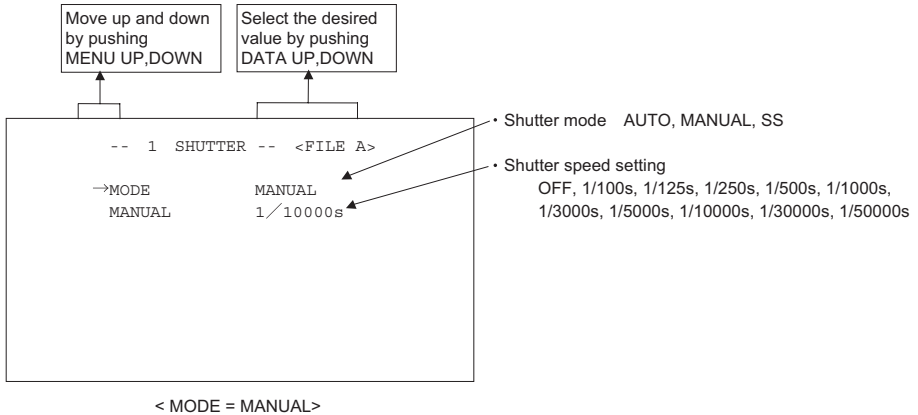 Move up and down
by pushing
MENU UP,DOWN
Select the desired
value by pushing
DATA UP,DOWN
-- 1 SHUTTER -- <FILE A>
→MODE MANUAL
MANUAL 1/10000s
・Shutter mode AUTO, MANUAL, SS
・Shutter speed setting
OFF, 1/100s, 1/125s, 1/250s, 1/500s, 1/1000s,
1/3000s, 1/5000s, 1/10000s, 1/30000s, 1/50000s
< MODE = MANUAL>